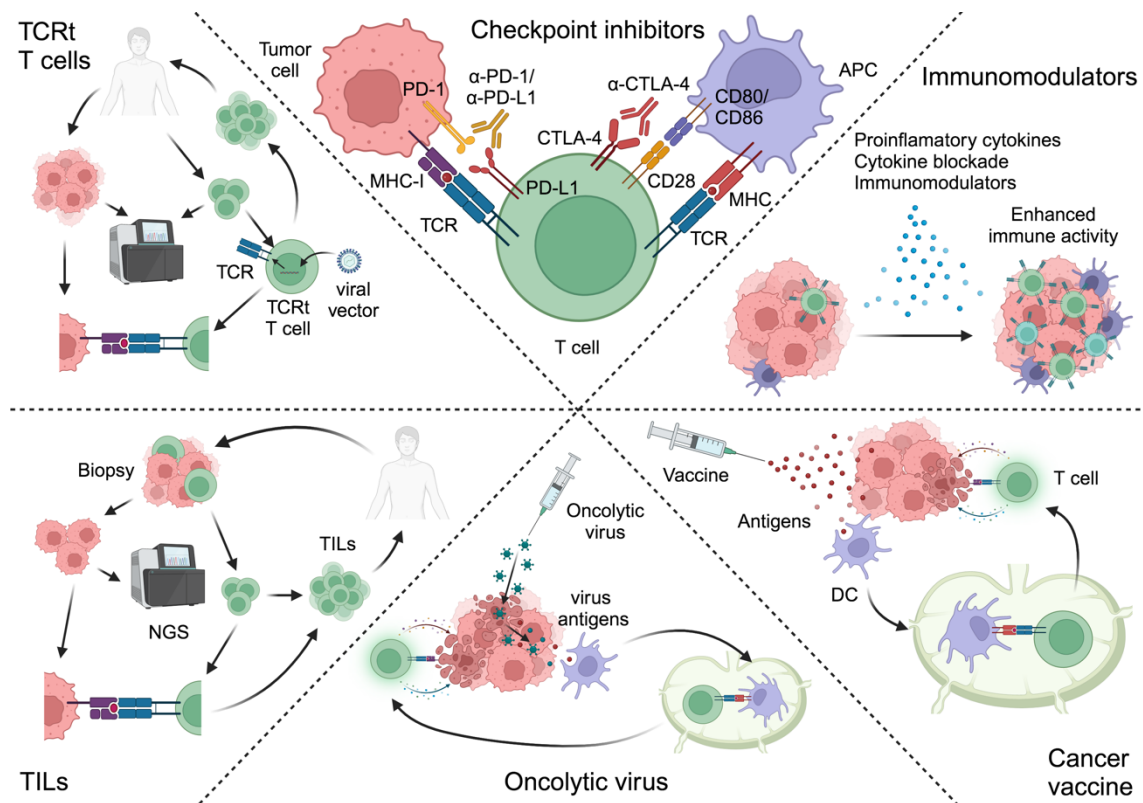 TCRt
T cells
TCR
TCRt
T cell
viral
vector
Checkpoint inhibitors
Tumor
cell
PD-1
α-PD-1/
α-PD-L1
α-CTLA-4
CTLA-4
CD80/
CD86
APC
MHC-I
TCR
PD-L1
CD28
MHC
TCR
T cell
Immunomodulators
Proinflamatory cytokines
Cytokine blockade
Immunomodulators
Enhanced
immune activity
Biopsy
NGS
TILs
TILs
Oncolytic
virus
virus
antigens
Oncolytic virus
Vaccine
Antigens
T cell
DC
Cancer
vaccine